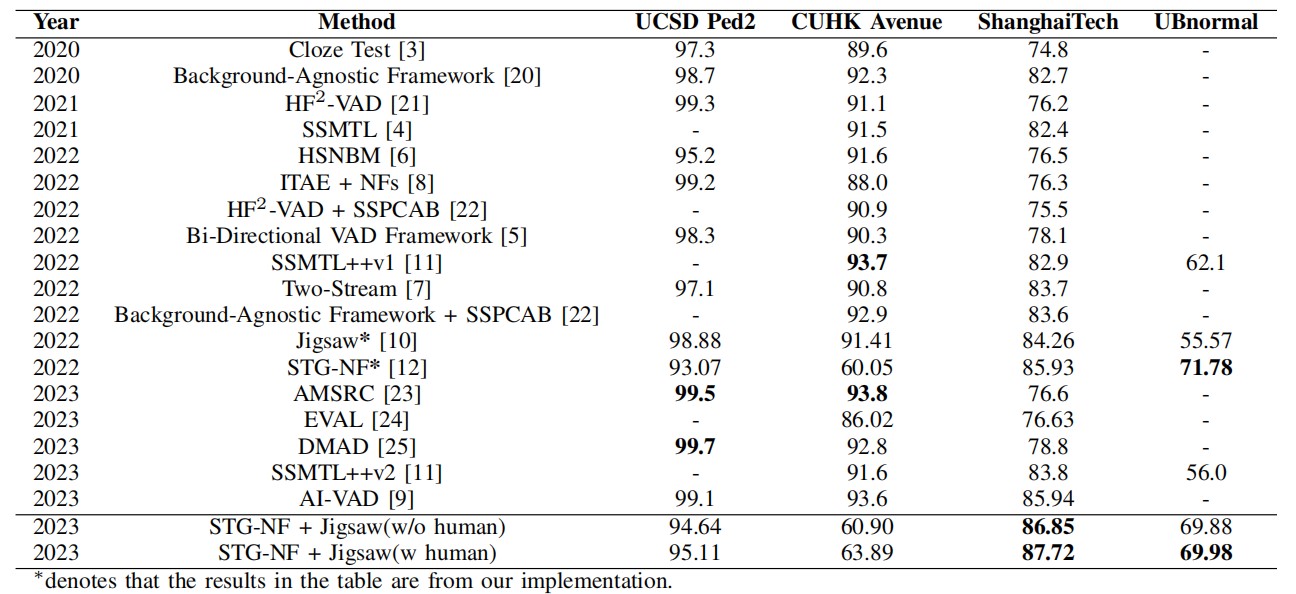 Year Method UCSD Ped2 CUHK Avenue ShanghaiTech UBnormal
2020 Cloze Test [3] 97.3 89.6 74.8 -
2020 Background-Agnostic Framework [20] 98.7 92.3 82.7 -
2021 HF²-VAD [21] 99.3 91.1 76.2 -
2021 SSMTL [4] - 91.5 82.4 -
2022 HSNBM [6] 95.2 91.6 76.5 -
2022 ITAE + NFs [8] 99.2 88.0 76.3 -
2022 HF²-VAD + SSPCAB [22] - 90.9 75.5 -
2022 Bi-Directional VAD Framework [5] 98.3 90.3 78.1 -
2022 SSMTL++v1 [11] - 93.7 82.9 62.1
2022 Two-Stream [7] 97.1 90.8 83.7 -
2022 Background-Agnostic Framework + SSPCAB [22] - 92.9 83.6 -
2022 Jigsaw* [10] 98.88 91.41 84.26 55.57
2022 STG-NF* [12] 93.07 60.05 85.93 71.78
2023 AMSRC [23] 99.5 93.8 76.6 -
2023 EVAL [24] - 86.02 76.63 -
2023 DMAD [25] 99.7 92.8 78.8 -
2023 SSMTL++v2 [11] - 91.6 83.8 56.0
2023 AI-VAD [9] 99.1 93.6 85.94 -
2023 STG-NF + Jigsaw(w/o human) 94.64 60.90 86.85 69.88
2023 STG-NF + Jigsaw(w human) 95.11 63.89 87.72 69.98
*denotes that the results in the table are from our implementation.